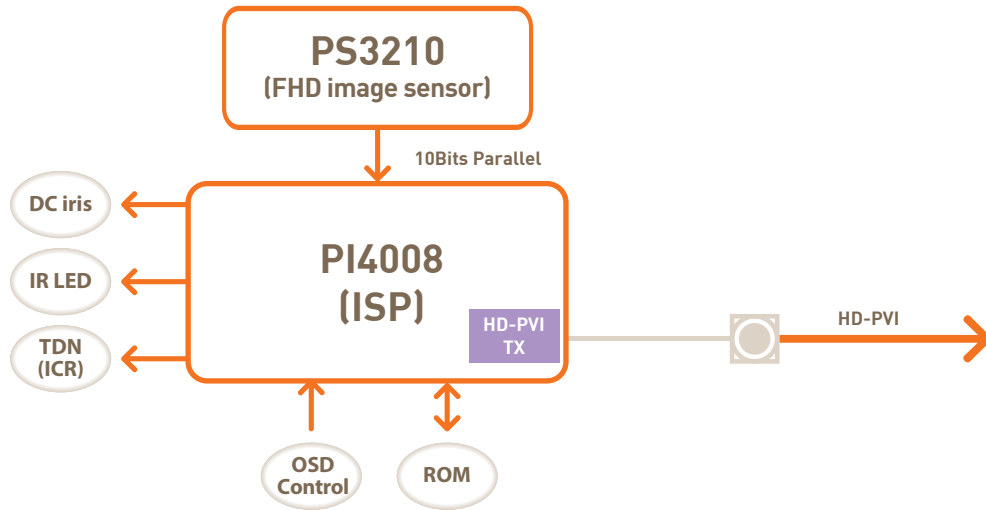 PS3210
(FHD image sensor)
10Bits Parallel
DC iris
IR LED
TDN
(ICR)
PI4008
(ISP)
HD-PVI
TX
HD-PVI
OSD
Control
ROM